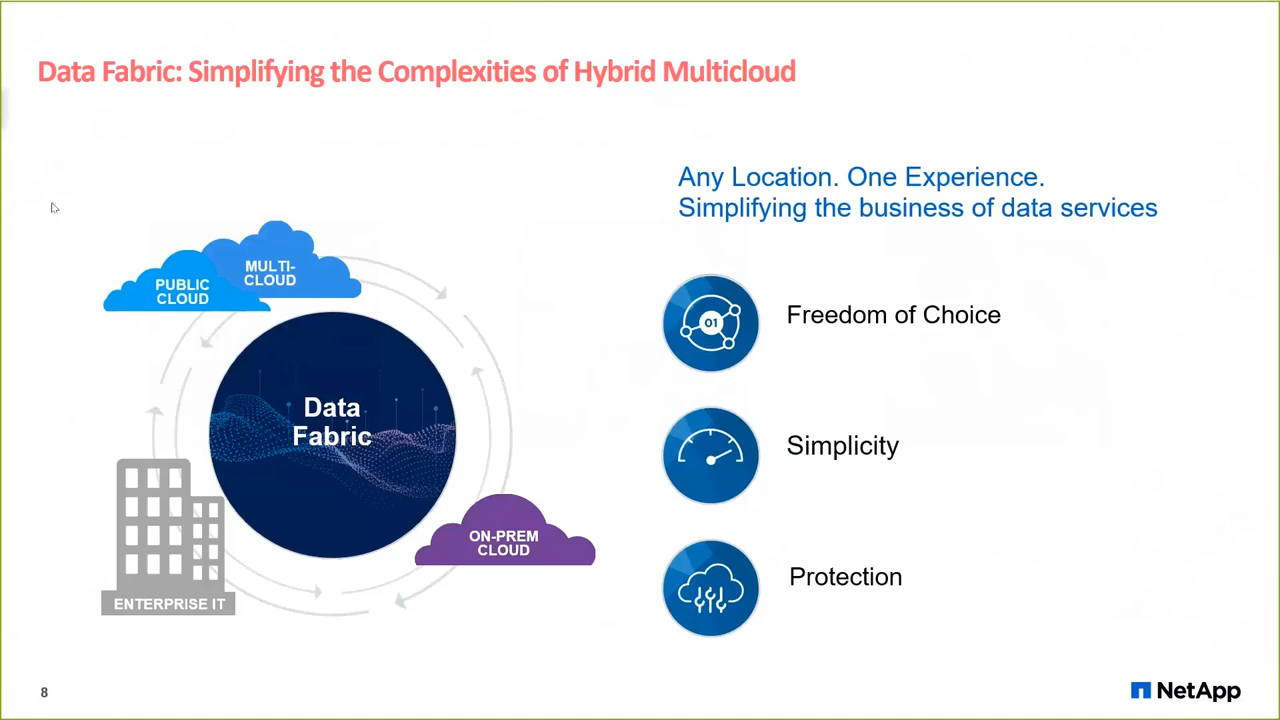 Data Fabric: Simplifying the Complexities of Hybrid Multicloud
Any Location. One Experience.
Simplifying the business of data services
MULTI-
CLOUD
PUBLIC
CLOUD
Data
Fabric
ON-PREM
CLOUD
ENTERPRISE IT
01
Freedom of Choice
Simplicity
Protection
8
NetApp